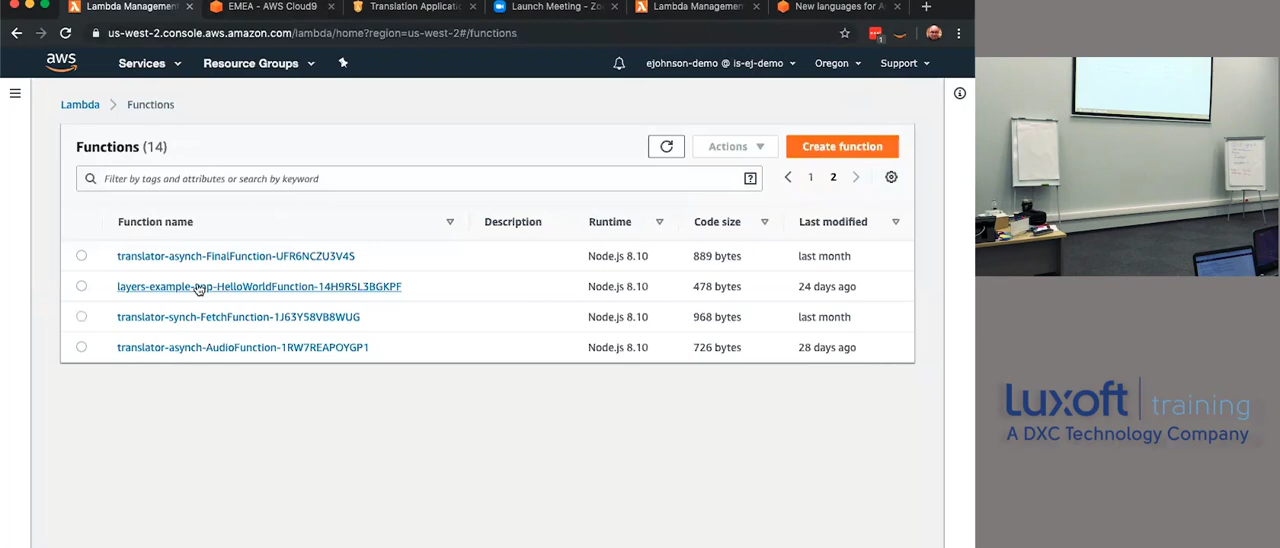 Lambda Management
EMEA - AWS Cloud9
Translation Applicatio
Launch Meeting - Zoo
Lambda Management
New languages for A
us-west-2.console.aws.amazon.com/lambda/home?region=us-west-2#/functions
1
aws
Services
Resource Groups
ejohnson-demo @ is-ej-demo
Oregon
Support
Lambda
Functions
Functions (14)
Actions
Create function
Filter by tags and attributes or search by keyword
1
2
Function name
Description
Runtime
Code size
Last modified
translator-asynch-FinalFunction-UFR6NCZU3V4S
Node.js 8.10
889 bytes
last month
layers-example-app-HelloWorldFunction-14H9R5L3BGKPF
Node.js 8.10
478 bytes
24 days ago
translator-synch-FetchFunction-1J63Y58VB8WUG
Node.js 8.10
968 bytes
last month
translator-asynch-AudioFunction-1RW7REAPOYGP1
Node.js 8.10
726 bytes
28 days ago
luxoft training
A DXC Technology Company